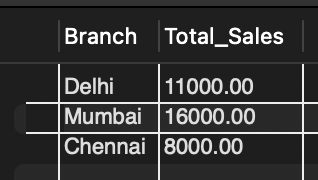 Branch Total_Sales
Delhi 11000.00
Mumbai 16000.00
Chennai 8000.00